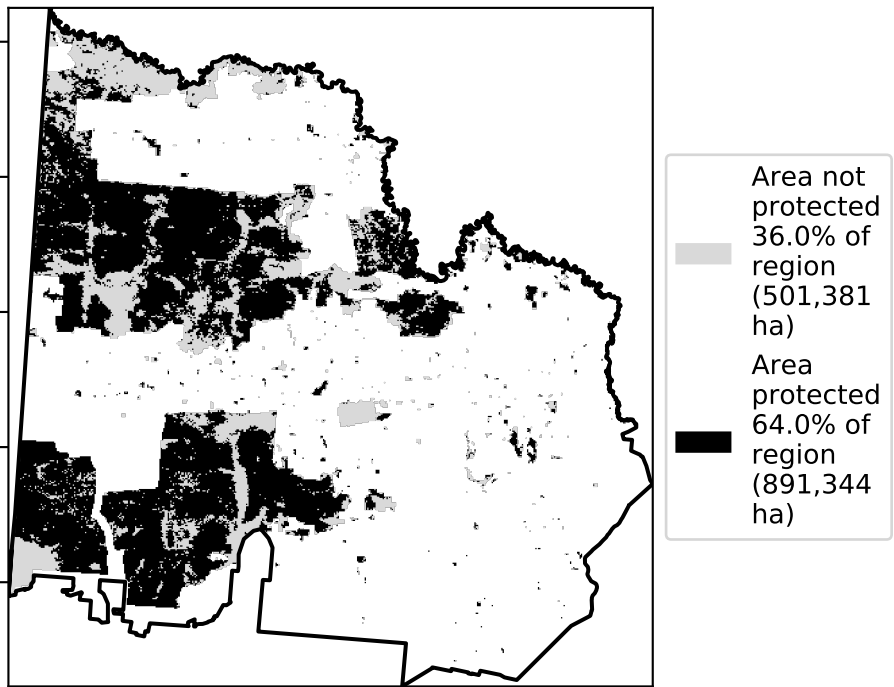 Area not
protected
36.0% of
region
(501,381
ha)
Area
protected
64.0% of
region
(891,344
ha)